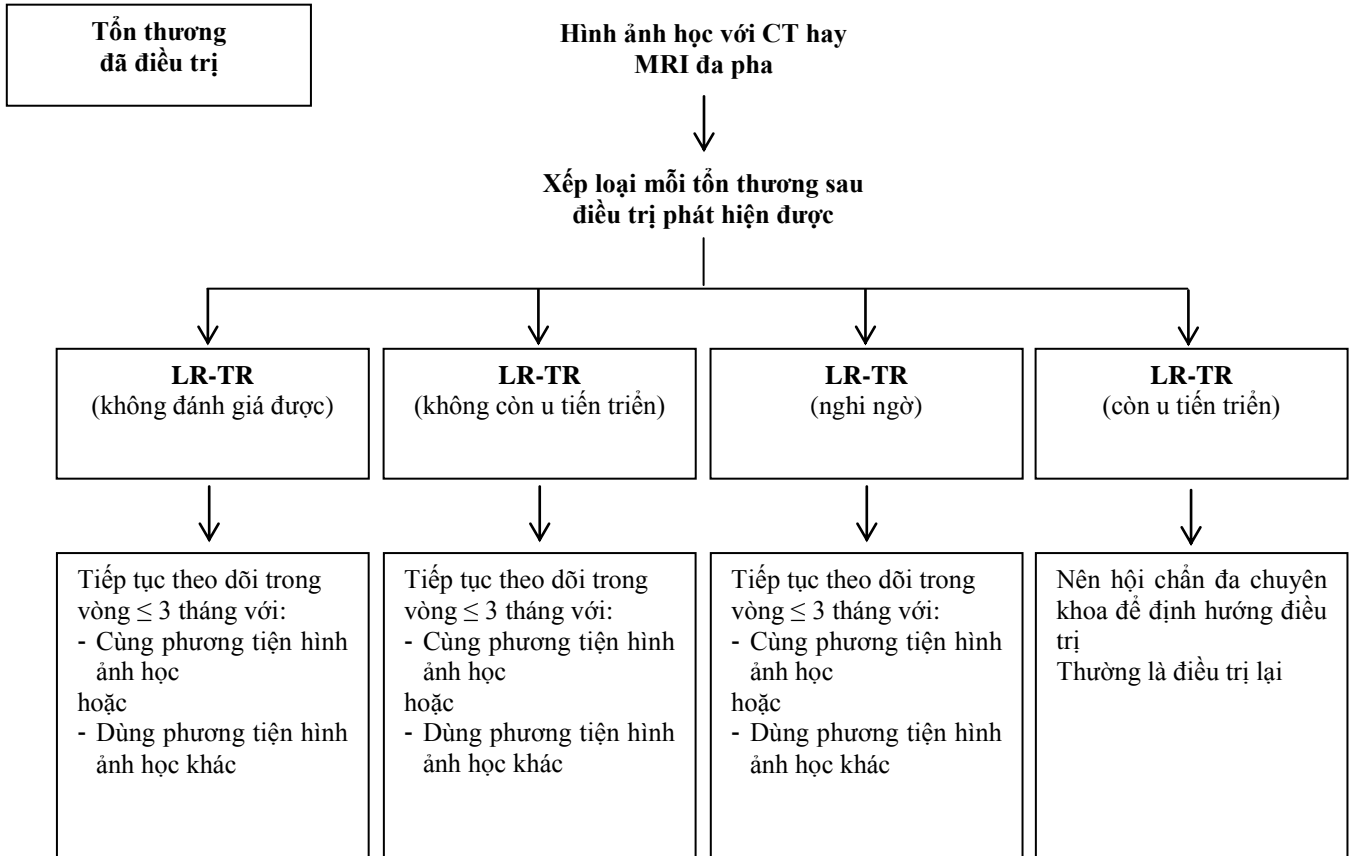 Tổn thương
đã điều trị
Hình ảnh học với CT hay
MRI đa pha
Xếp loại mỗi tổn thương sau
điều trị phát hiện được
LR-TR
(không đánh giá được)
LR-TR
(không còn u tiến triển)
LR-TR
(nghi ngờ)
LR-TR
(còn u tiến triển)
Tiếp tục theo dõi trong
vòng ≤ 3 tháng với:
- Cùng phương tiện hình
ảnh học
hoặc
- Dùng phương tiện hình
ảnh học khác
Tiếp tục theo dõi trong
vòng ≤ 3 tháng với:
- Cùng phương tiện hình
ảnh học
hoặc
- Dùng phương tiện hình
ảnh học khác
Tiếp tục theo dõi trong
vòng ≤ 3 tháng với:
- Cùng phương tiện hình
ảnh học
hoặc
- Dùng phương tiện hình
ảnh học khác
Nên hội chẩn đa chuyên
khoa để định hướng điều
trị
Thường là điều trị lại